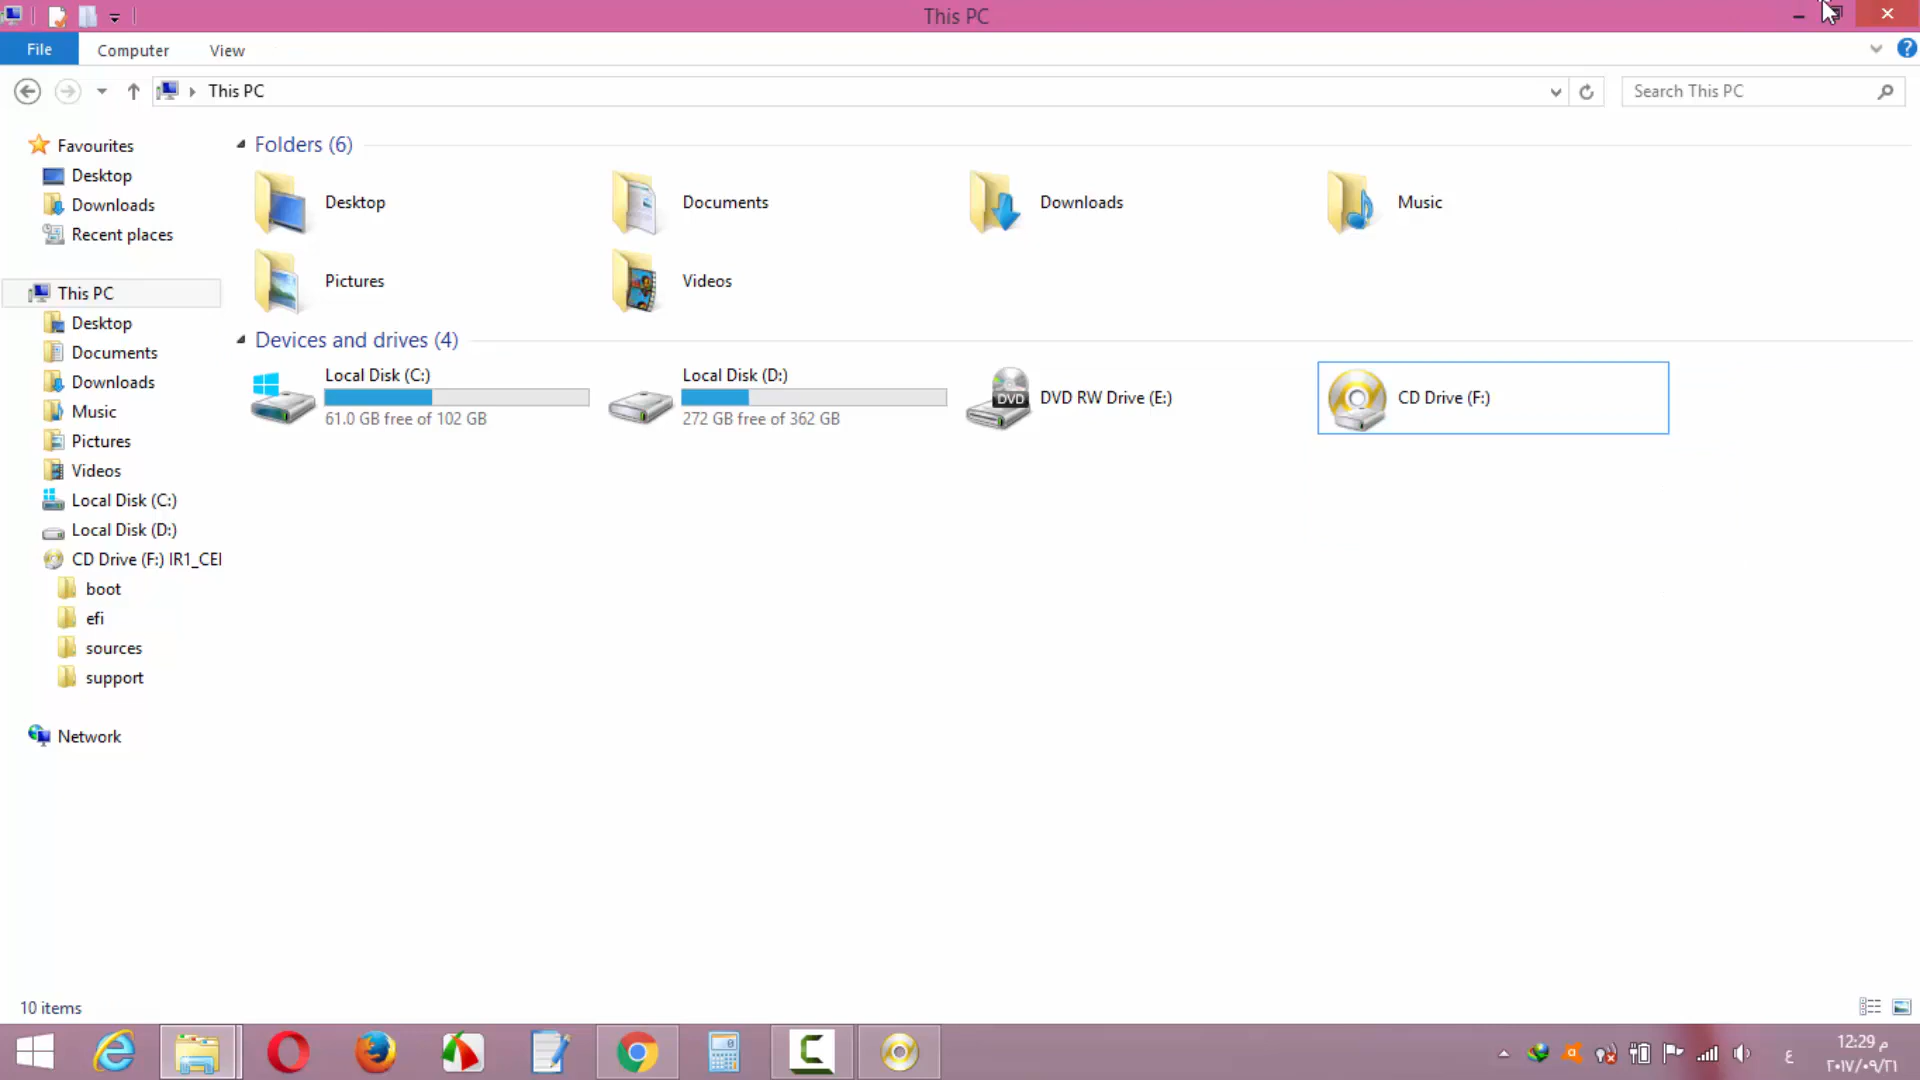 This PC
File
Computer
View
This PC
Search This PC
Favourites
Desktop
Downloads
Recent places
This PC
Desktop
Documents
Downloads
Music
Pictures
Videos
Local Disk (C:)
Local Disk (D:)
CD Drive (F:) IR1_CEI
boot
efi
sources
support
Network
Folders (6)
Desktop
Documents
Downloads
Music
Pictures
Videos
Devices and drives (4)
Local Disk (C:)
61.0 GB free of 102 GB
Local Disk (D:)
272 GB free of 362 GB
DVD
DVD RW Drive (E:)
CD Drive (F:)
10 items
ع
12:29 م
٢٠١٧/٠٩/٢١